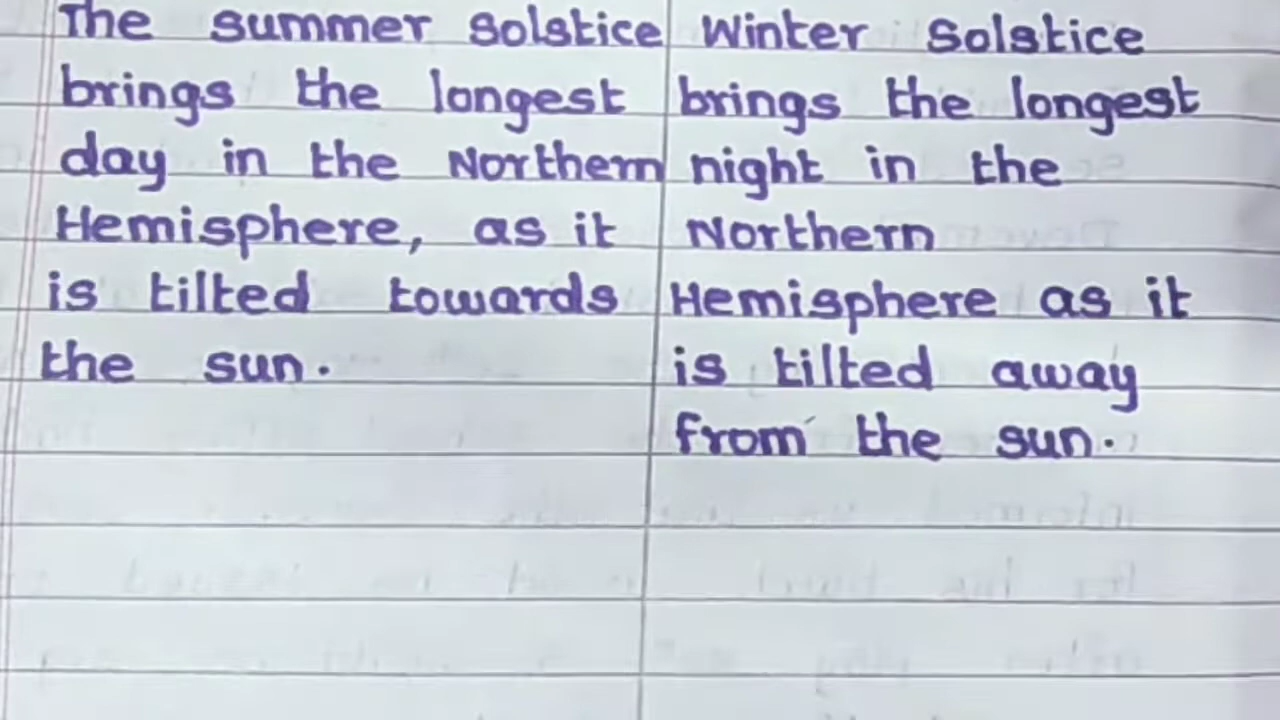 The summer solstice
brings the longest
day in the Northern
Hemisphere, as it
is tilted towards
the sun.
Winter Solstice
brings the longest
night in the
Northern
Hemisphere as it
is tilted away
from the sun.